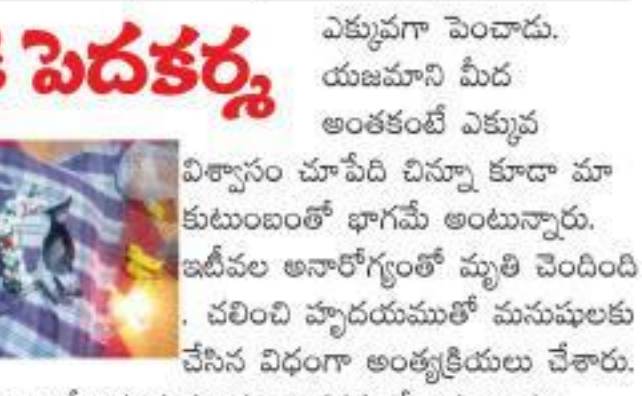 పెదకర్మ
ఎక్కువగా పెంచాడు.
యజమాని మీద
అంతకంటే ఎక్కువ
విశ్వాసం చూపేది చిన్నూ కూడా మా
కుటుంబంతో భాగమే అంటున్నారు.
ఇటీవల అనారోగ్యంతో మృతి చెందింది
. చలించి హృదయముతో మనుషులకు
చేసిన విధంగా అంత్యక్రియలు చేశారు.